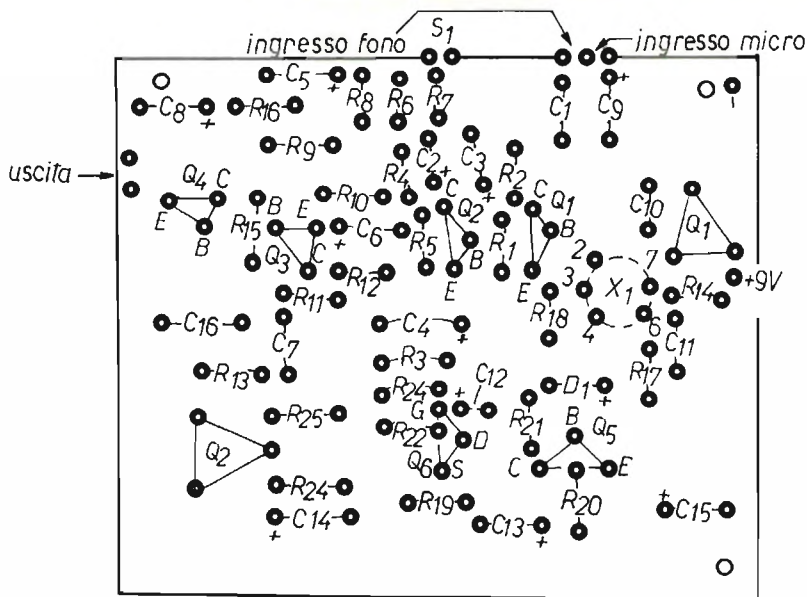 S1
ingresso fono
ingresso micro
C5
+
R8
R6
R7
C1
+
C9
-
C8
+
R16
R9
C2
C3
R2
R4
+
+
uscita
Q4
C
E
B
R15
R10
C
Q2
C
Q1
C10
Q1
B
E
Q3
C
+
C6
R5
B
E
R1
B
E
2
7
3
X1
4
6
+9V
R14
R11
R12
R18
C16
C7
C4
+
C11
R13
R3
R17
R24
+
C12
D1
+
R25
G
R21
B
Q5
Q2
R22
D
Q6
S
C
E
R24
R19
R20
+
C14
C13
+
+
C15